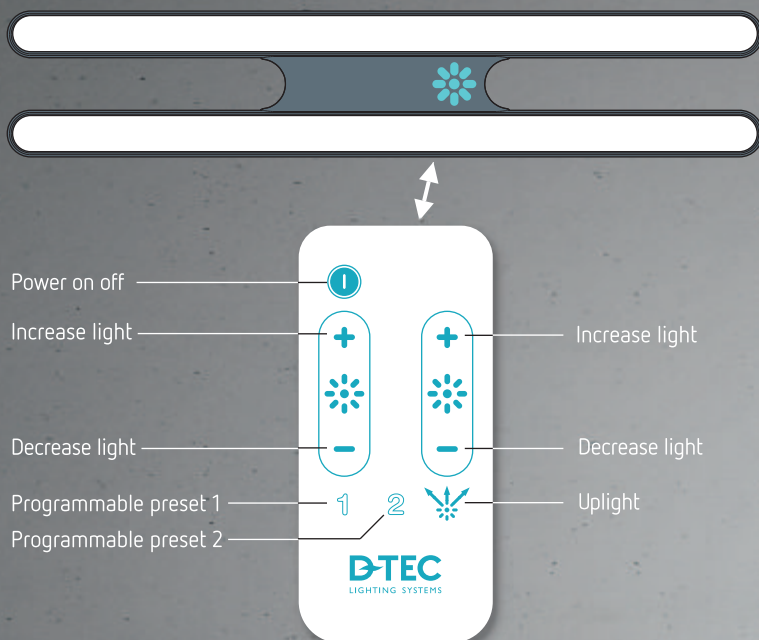 Power on off
Increase light
Increase light
+
+
Decrease light
Decrease light
−
−
Programmable preset 1
1
2
Uplight
Programmable preset 2
D-TEC
LIGHTING SYSTEMS